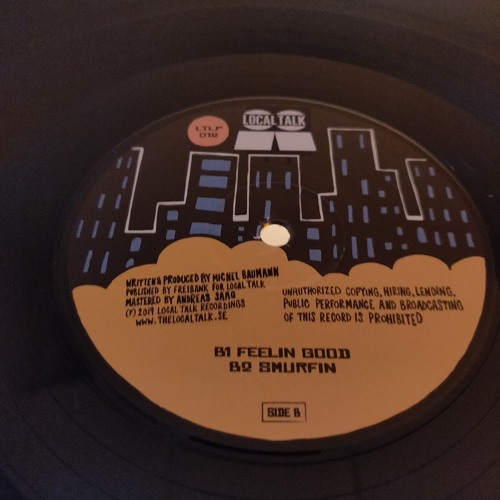 LTLP
012
LOCAL TALK
WRITTEN & PRODUCED BY MICHEL BAUMANN
PUBLISHED BY FREIBANK FOR LOCAL TALK
MASTERED BY ANDREAS SAAG
(P) 2019 LOCAL TALK RECORDINGS
WWW.THELOCALTALK.SE
UNAUTHORIZED COPYING, HIRING, LENDING,
PUBLIC PERFORMANCE AND BROADCASTING
OF THIS RECORD IS PROHIBITED
B1 FEELIN GOOD
B2 SMURFIN
SIDE B